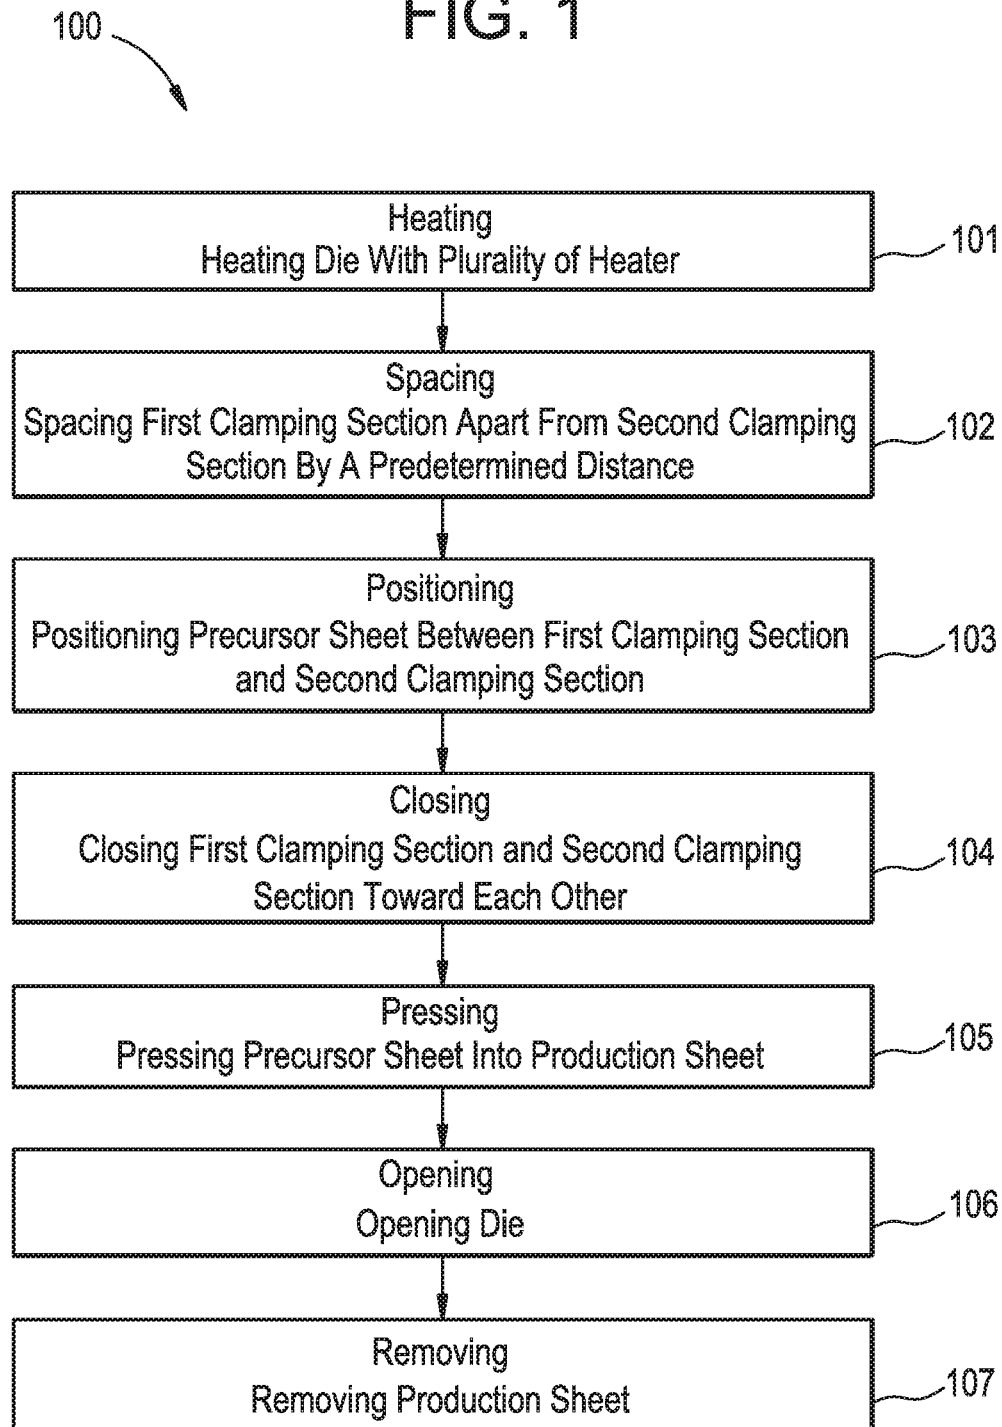 FIG. 1
100
Heating
Heating Die With Plurality of Heater
101
Spacing
Spacing First Clamping Section Apart From Second Clamping
Section By A Predetermined Distance
102
Positioning
Positioning Precursor Sheet Between First Clamping Section
and Second Clamping Section
103
Closing
Closing First Clamping Section and Second Clamping
Section Toward Each Other
104
Pressing
Pressing Precursor Sheet Into Production Sheet
105
Opening
Opening Die
106
Removing
Removing Production Sheet
107